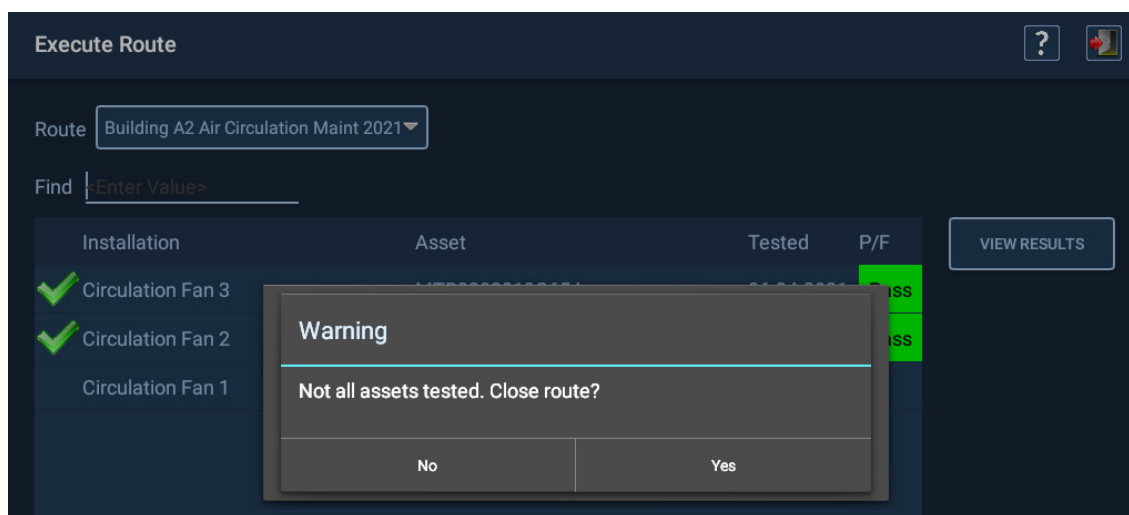 Execute Route
?
Route Building A2 Air Circulation Maint 2021
Find <Enter Value>
Installation Asset Tested P/F VIEW RESULTS
Circulation Fan 3
Circulation Fan 2
Circulation Fan 1
Warning
Not all assets tested. Close route?
No Yes